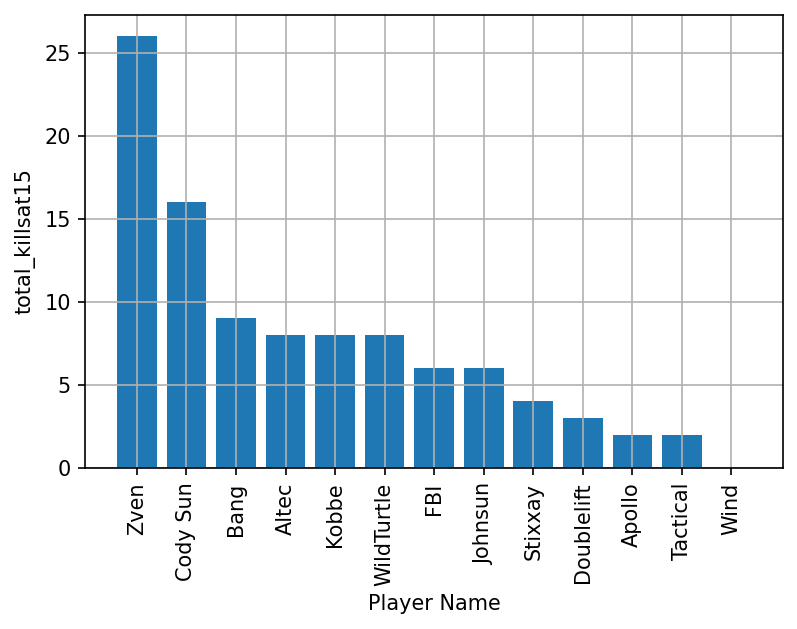 25
20
15
10
5
0
total_killsat15
Zven
Cody Sun
Bang
Altec
Kobbe
WildTurtle
FBI
Johnsun
Stixxay
Doublelift
Apollo
Tactical
Wind
Player Name